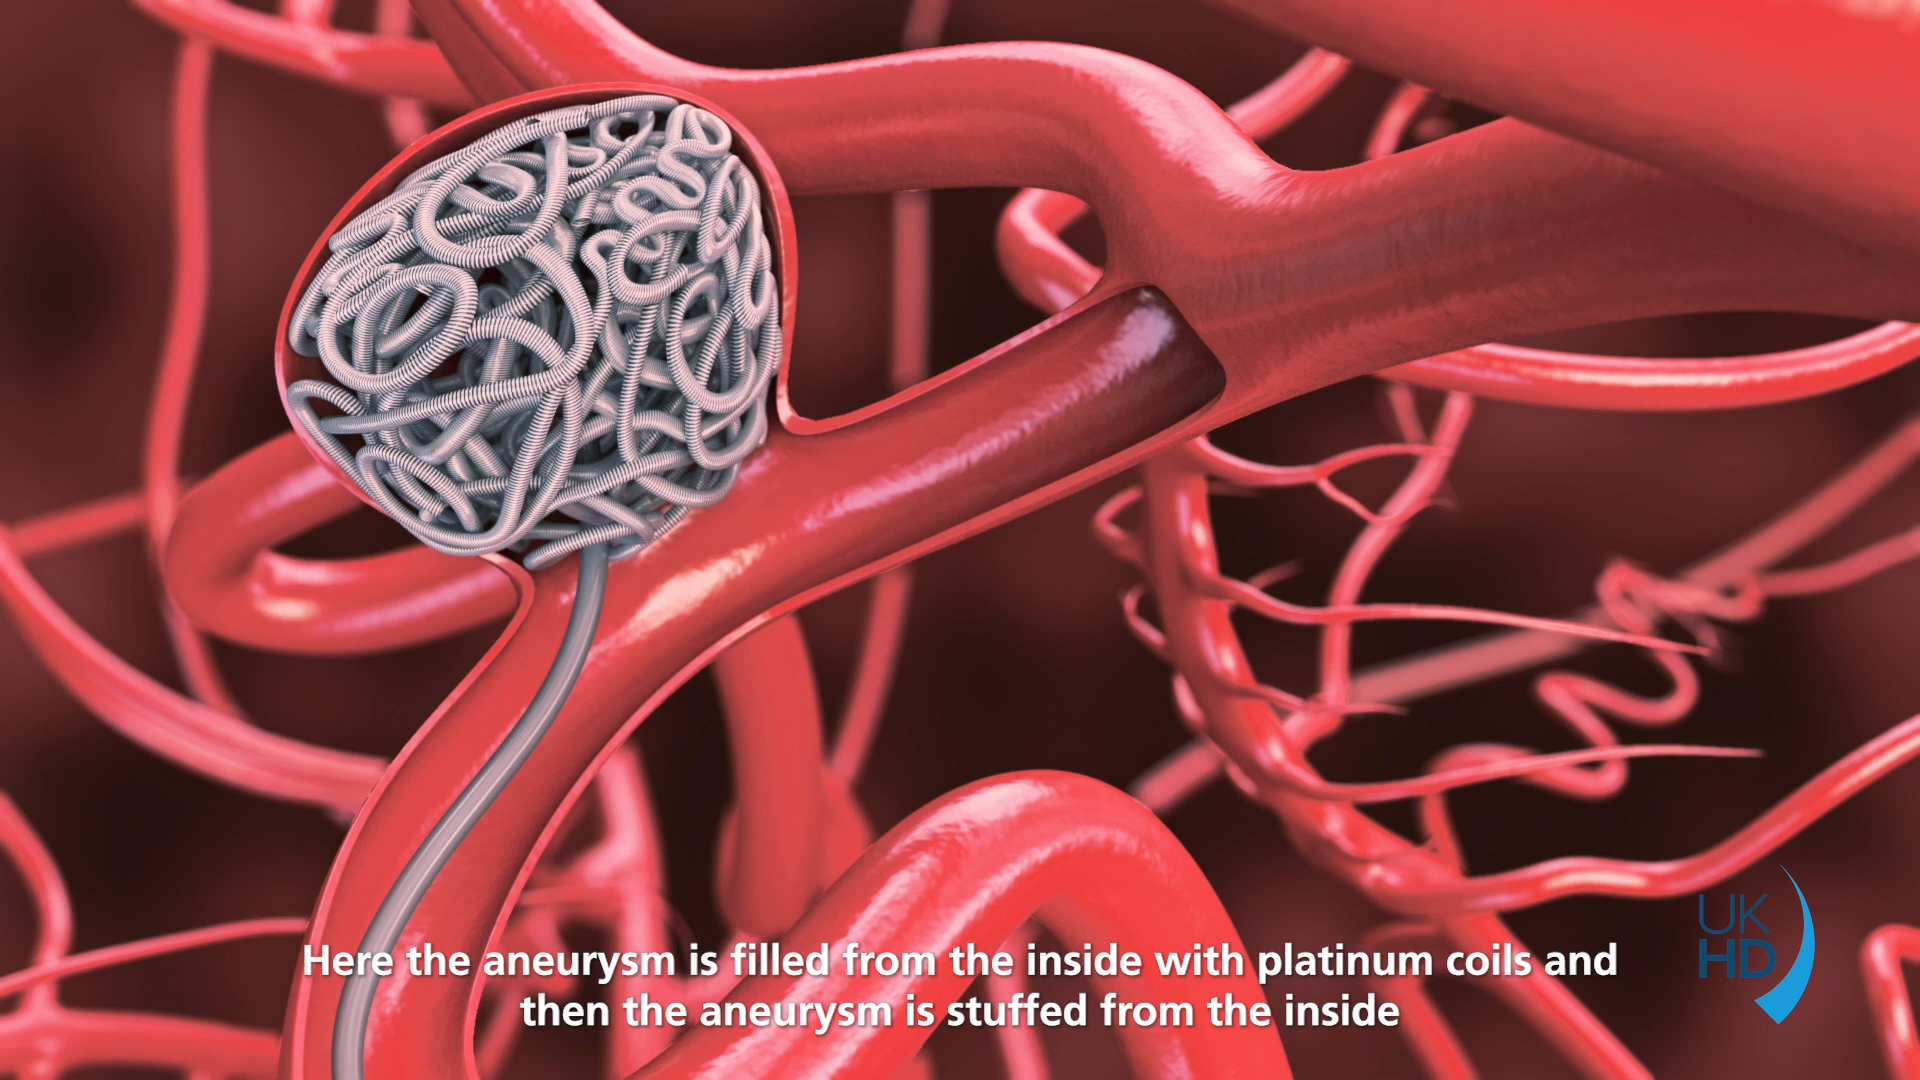 UK
HD
Here the aneurysm is filled from the inside with platinum coils and
then the aneurysm is stuffed from the inside